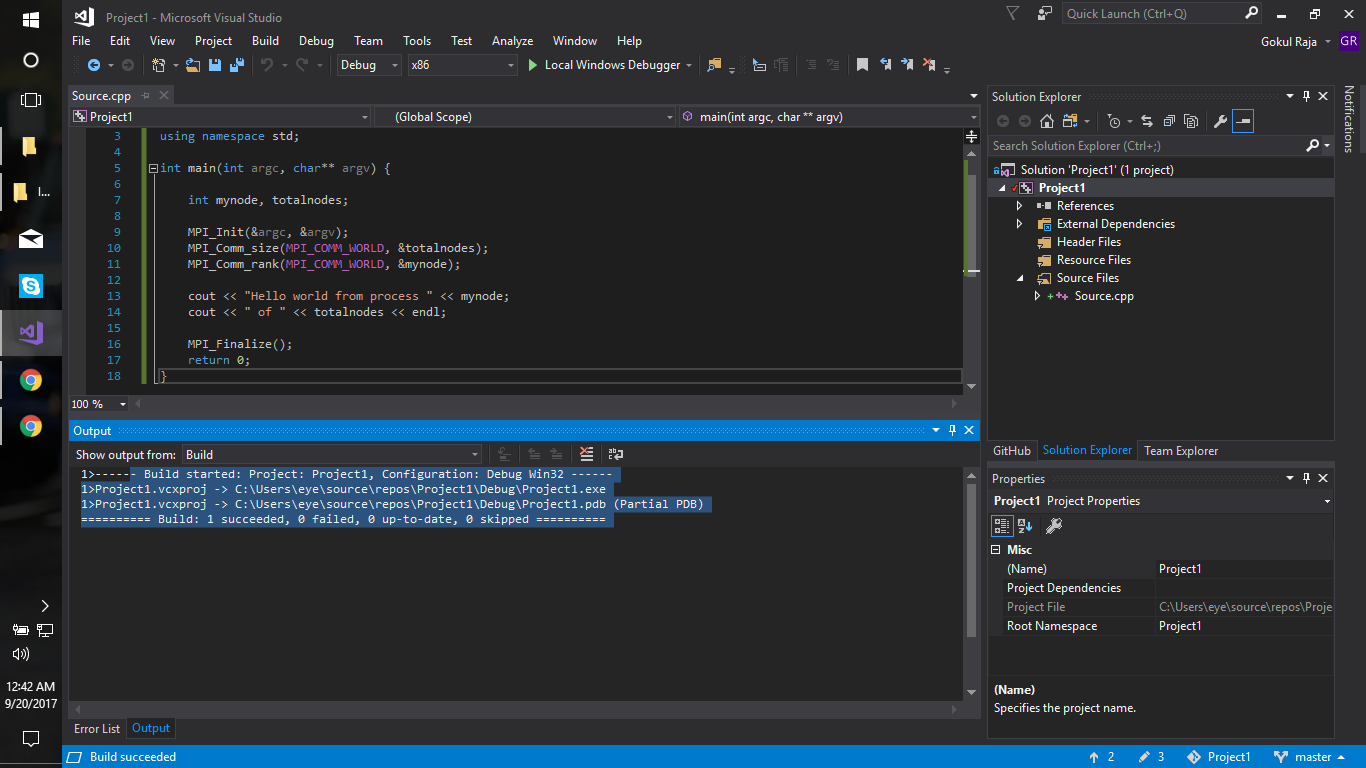 Project1 - Microsoft Visual Studio
Quick Launch (Ctrl+Q)
File Edit View Project Build Debug Team Tools Test Analyze Window Help
Gokul Raja GR
Debug x86 Local Windows Debugger
Source.cpp
Project1 (Global Scope) main(int argc, char ** argv)
3 using namespace std;
4
5 int main(int argc, char** argv) {
6
7 int mynode, totalnodes;
8
9 MPI_Init(&argc, &argv);
10 MPI_Comm_size(MPI_COMM_WORLD, &totalnodes);
11 MPI_Comm_rank(MPI_COMM_WORLD, &mynode);
12
13 cout << "Hello world from process " << mynode;
14 cout << " of " << totalnodes << endl;
15
16 MPI_Finalize();
17 return 0;
18 }
100 %
Output
Show output from: Build
1>------ Build started: Project: Project1, Configuration: Debug Win32 ------
1>Project1.vcxproj -> C:\Users\eye\source\repos\Project1\Debug\Project1.exe
1>Project1.vcxproj -> C:\Users\eye\source\repos\Project1\Debug\Project1.pdb (Partial PDB)
========== Build: 1 succeeded, 0 failed, 0 up-to-date, 0 skipped ==========
Error List Output
Solution Explorer
Search Solution Explorer (Ctrl+;)
Solution 'Project1' (1 project)
Project1
References
External Dependencies
Header Files
Resource Files
Source Files
Source.cpp
GitHub Solution Explorer Team Explorer
Properties
Project1 Project Properties
Misc
(Name) Project1
Project Dependencies
Project File C:\Users\eye\source\repos\Proje
Root Namespace Project1
(Name)
Specifies the project name.
Notifications
I...
12:42 AM
9/20/2017
Build succeeded
2 3 Project1 master